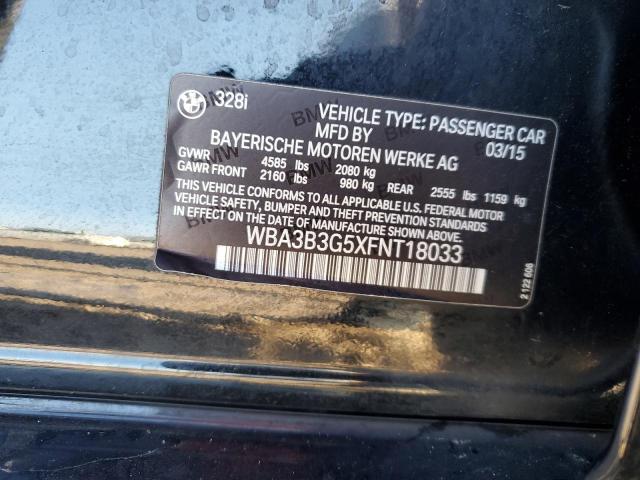 BMW 328i
VEHICLE TYPE: PASSENGER CAR
MFD BY 03/15
BAYERISCHE MOTOREN WERKE AG
GVWR 4585 lbs 2080 kg
GAWR FRONT 2160 lbs 980 kg REAR 2555 lbs 1159 kg
THIS VEHICLE CONFORMS TO ALL APPLICABLE U.S. FEDERAL MOTOR
VEHICLE SAFETY, BUMPER AND THEFT PREVENTION STANDARDS
IN EFFECT ON THE DATE OF MANUFACTURE SHOWN ABOVE.
WBA3B3G5XFNT18033
2 122 608